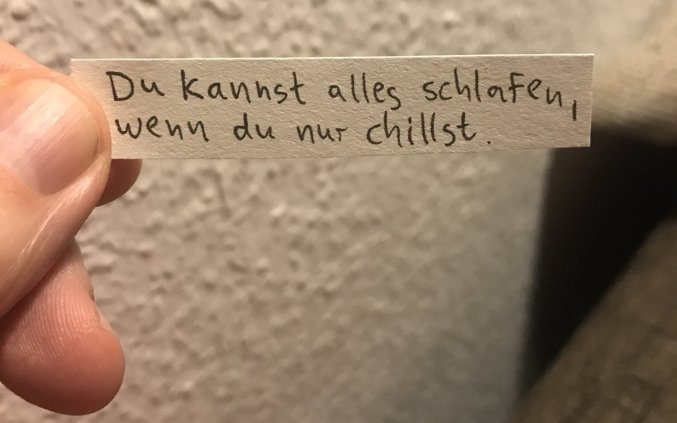 Du kannst alles schlafen,
wenn du nur chillst.